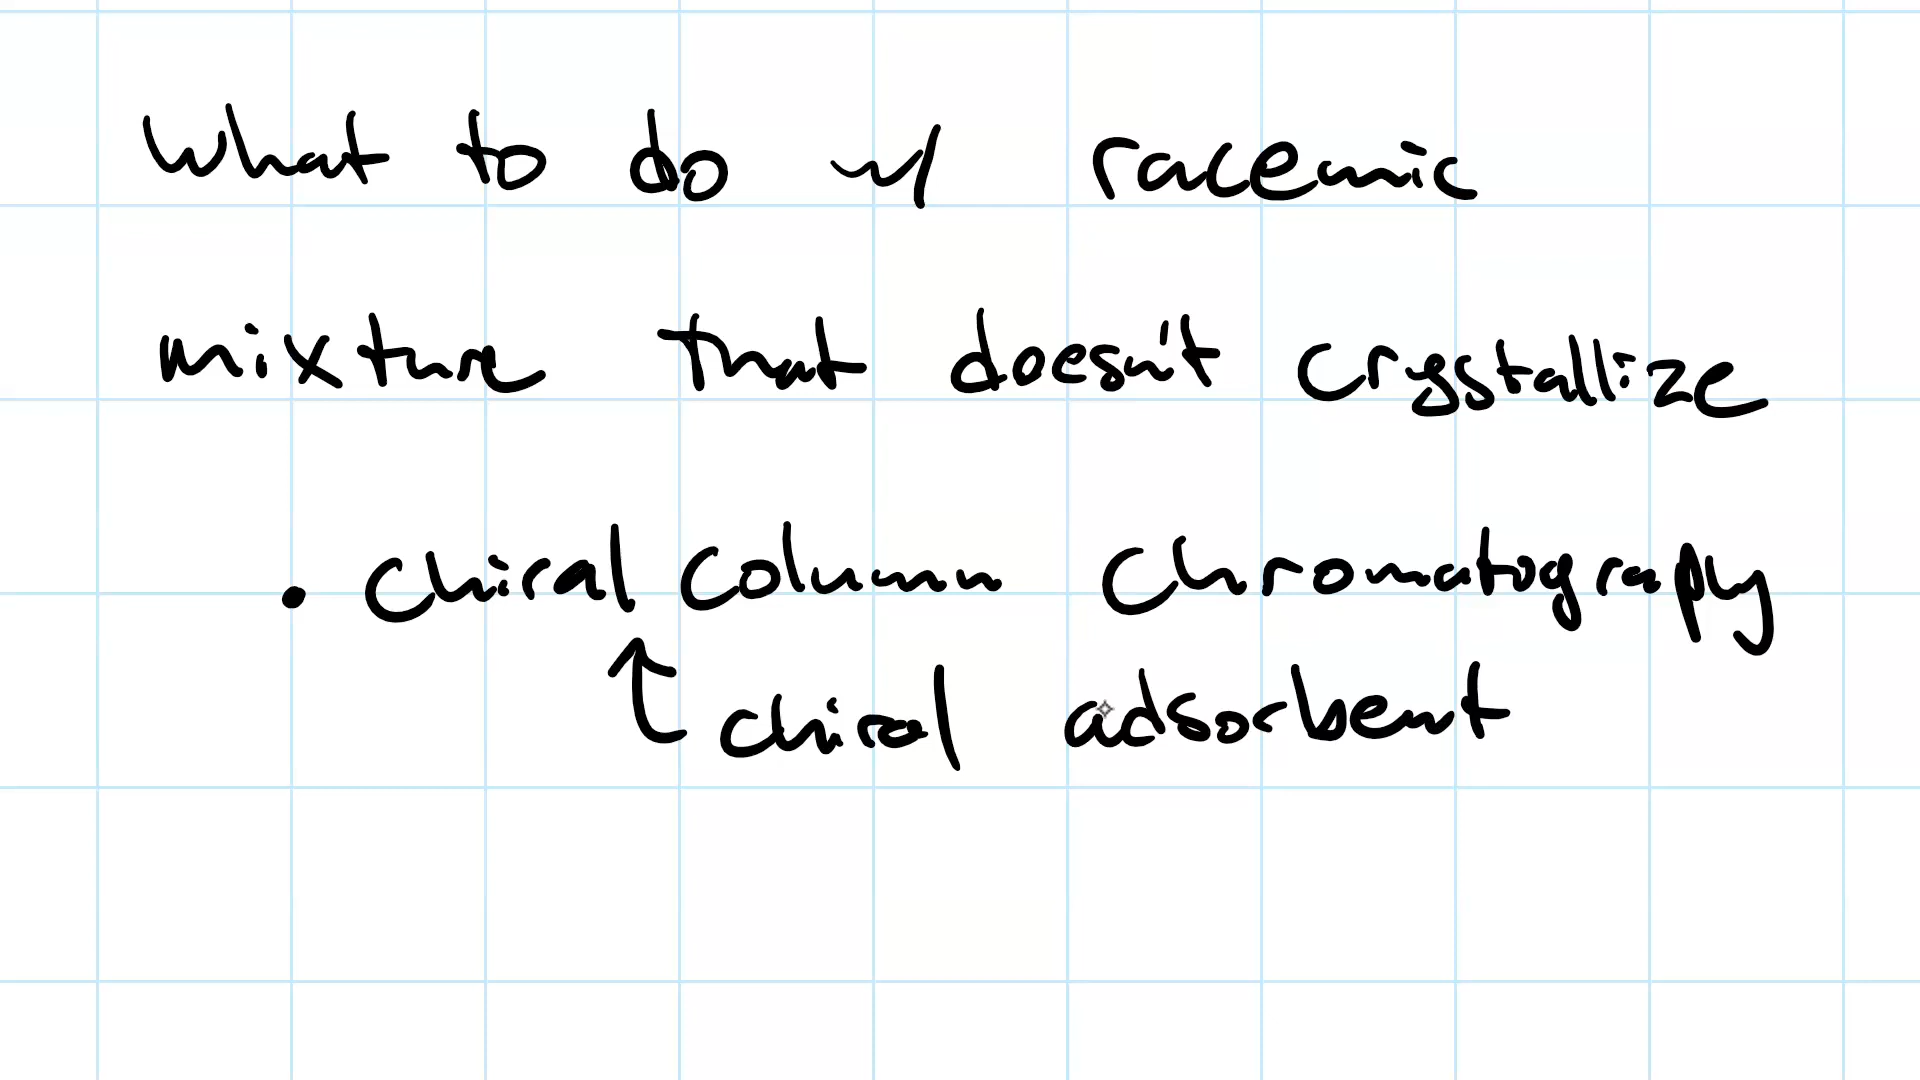 What to do w/ racemic
mixture that doesn't crystallize
• chiral column chromatography
↑ chiral adsorbent